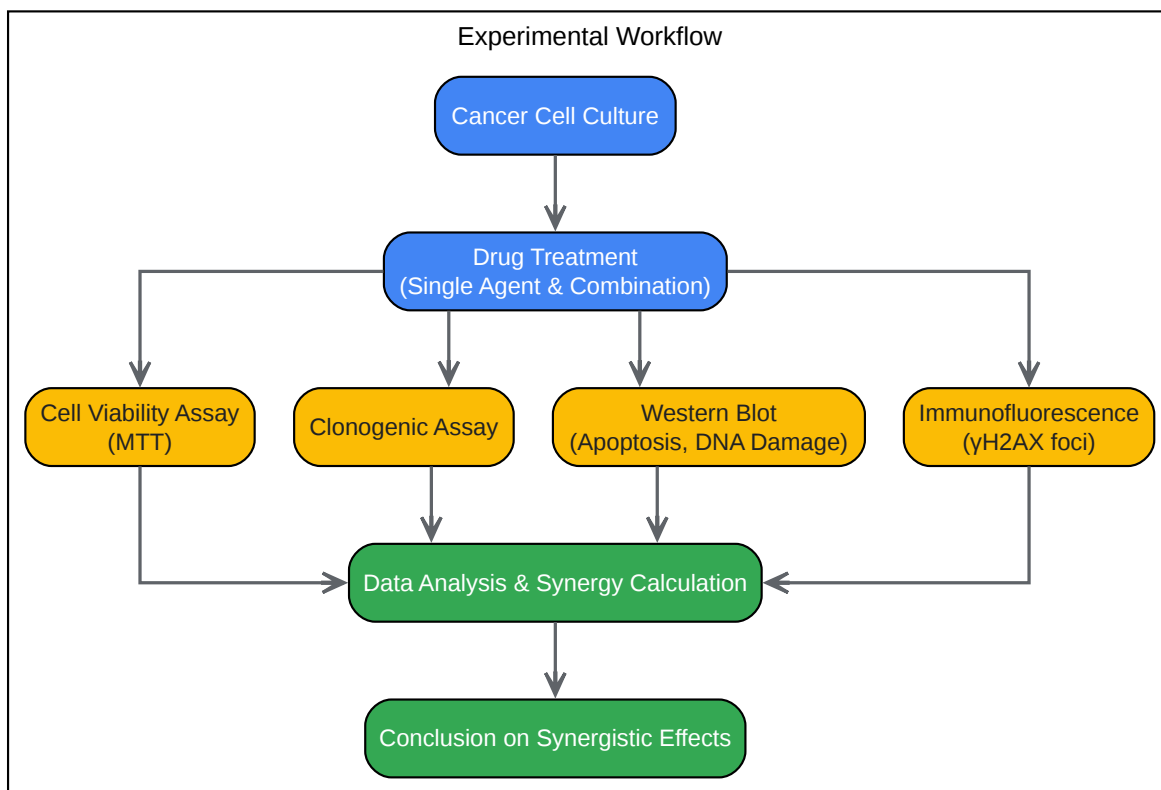 Experimental Workflow
Cancer Cell Culture
Drug Treatment
(Single Agent & Combination)
Cell Viability Assay
(MTT)
Clonogenic Assay
Western Blot
(Apoptosis, DNA Damage)
Immunofluorescence
(γH2AX foci)
Data Analysis & Synergy Calculation
Conclusion on Synergistic Effects